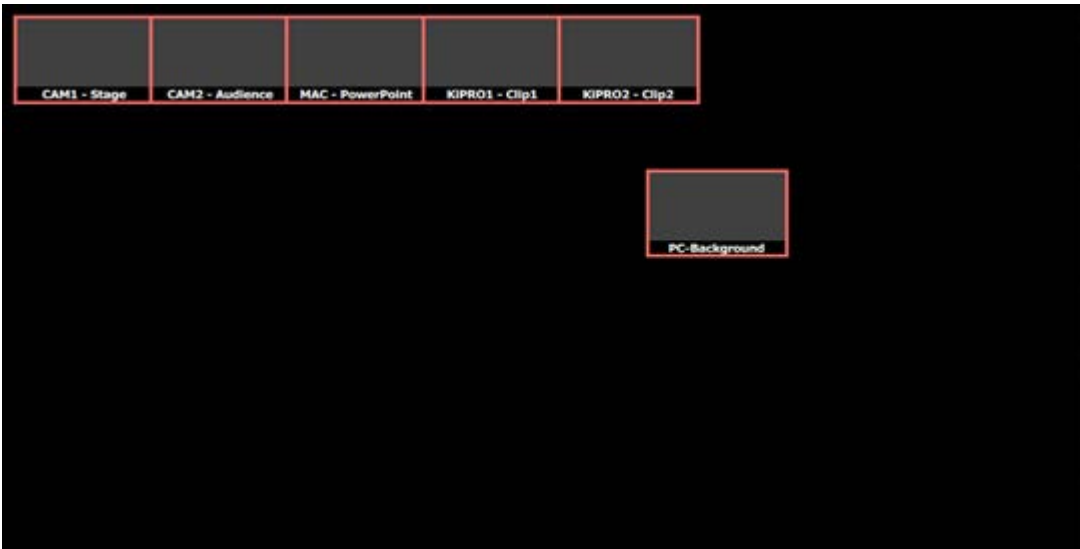 CAM1 - Stage
CAM2 - Audience
MAC - PowerPoint
KIPRO1 - Clip1
KIPRO2 - Clip2
PC-Background